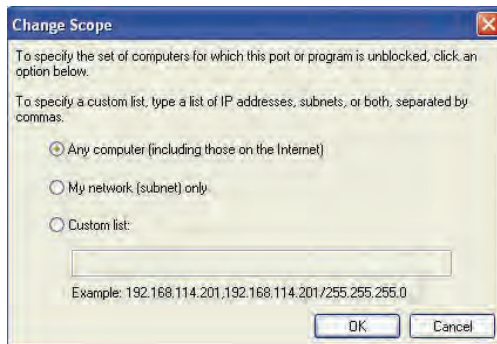 Change Scope
To specify the set of computers for which this port or program is unblocked, click an
option below.
To specify a custom list, type a list of IP addresses, subnets, or both, separated by
commas.
Any computer (including those on the Internet)
My network (subnet) only
Custom list:
Example: 192.168.114.201,192.168.114.201/255.255.255.0
OK
Cancel